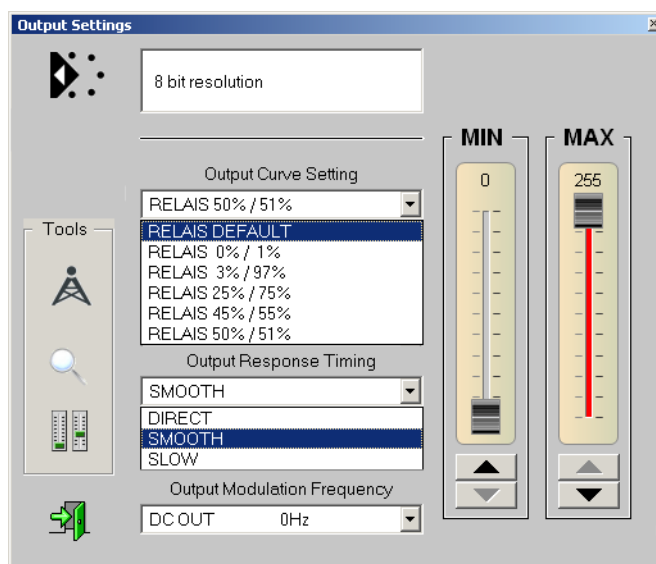 Output Settings
8 bit resolution
MIN
MAX
0
255
Output Curve Setting
RELAIS 50% / 51%
RELAIS DEFAULT
RELAIS 0% / 1%
RELAIS 3% / 97%
RELAIS 25% / 75%
RELAIS 45% / 55%
RELAIS 50% / 51%
Tools
Output Response Timing
SMOOTH
DIRECT
SMOOTH
SLOW
Output Modulation Frequency
DC OUT 0Hz